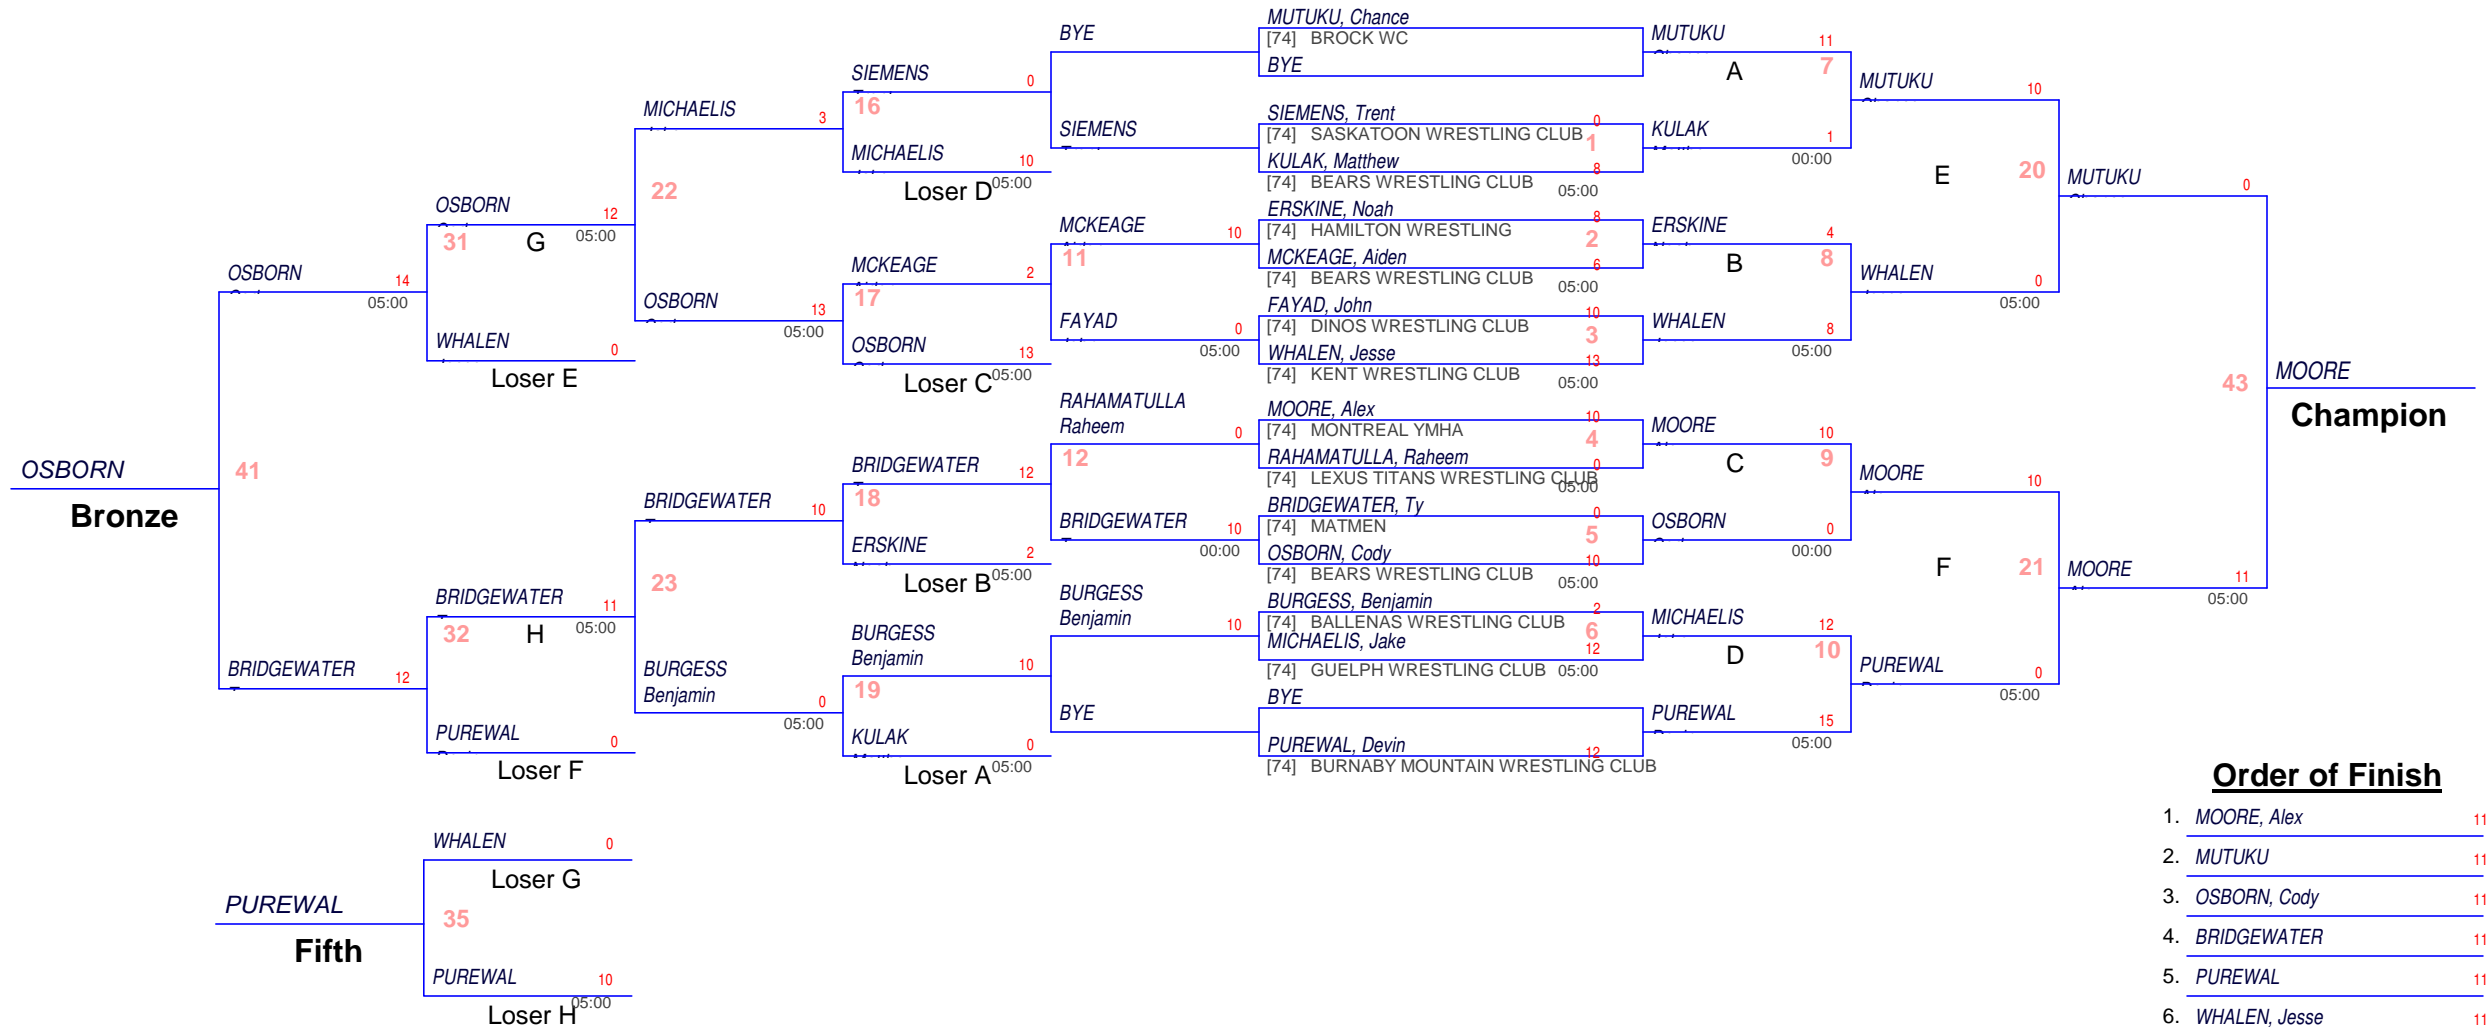 MUTUKU, Chance
[74] BROCK WC
BYE
SIEMENS, Trent 0
[74] SASKATOON WRESTLING CLUB
1
KULAK, Matthew 8
[74] BEARS WRESTLING CLUB 05:00
ERSKINE, Noah 8
[74] HAMILTON WRESTLING
2
MCKEAGE, Aiden 6
[74] BEARS WRESTLING CLUB 05:00
FAYAD, John 10
[74] DINOS WRESTLING CLUB
3
WHALEN, Jesse 13
[74] KENT WRESTLING CLUB 05:00
MOORE, Alex 10
[74] MONTREAL YMHA
4
RAHAMATULLA, Raheem 0
[74] LEXUS TITANS WRESTLING CLUB 05:00
BRIDGEWATER, Ty 0
[74] MATMEN
5
OSBORN, Cody 10
[74] BEARS WRESTLING CLUB 05:00
BURGESS, Benjamin 2
[74] BALLENAS WRESTLING CLUB
6
MICHAELIS, Jake 12
[74] GUELPH WRESTLING CLUB 05:00
BYE
PUREWAL, Devin 12
[74] BURNABY MOUNTAIN WRESTLING CLUB
MUTUKU 11
A 7
KULAK 1
00:00
ERSKINE 4
B 8
WHALEN 8
05:00
MOORE 10
C 9
OSBORN 0
00:00
MICHAELIS 12
D 10
PUREWAL 15
05:00
MUTUKU 10
E 20
WHALEN 0
05:00
MOORE 10
F 21
PUREWAL 0
05:00
MUTUKU 0
43
MOORE 11
05:00
MOORE
Champion
BYE
SIEMENS
MCKEAGE 10
11
FAYAD 0
05:00
RAHAMATULLA
Raheem 0
12
BRIDGEWATER 10
00:00
BURGESS
Benjamin 10
BYE
SIEMENS 0
16
MICHAELIS 10
Loser D 05:00
MCKEAGE 2
17
OSBORN 13
Loser C 05:00
BRIDGEWATER 12
18
ERSKINE 2
Loser B 05:00
BURGESS
Benjamin 10
19
KULAK 0
Loser A 05:00
MICHAELIS 3
22
OSBORN 13
05:00
BRIDGEWATER 10
23
BURGESS
Benjamin 0
05:00
OSBORN 12
31 G 05:00
WHALEN 0
Loser E
BRIDGEWATER 11
32 H 05:00
PUREWAL 0
Loser F
OSBORN 14
05:00
41
BRIDGEWATER 12
OSBORN
Bronze
WHALEN 0
Loser G
35
PUREWAL 10
05:00
Loser H
PUREWAL
Fifth
Order of Finish
1. MOORE, Alex 11
2. MUTUKU 11
3. OSBORN, Cody 11
4. BRIDGEWATER 11
5. PUREWAL 11
6. WHALEN, Jesse 11